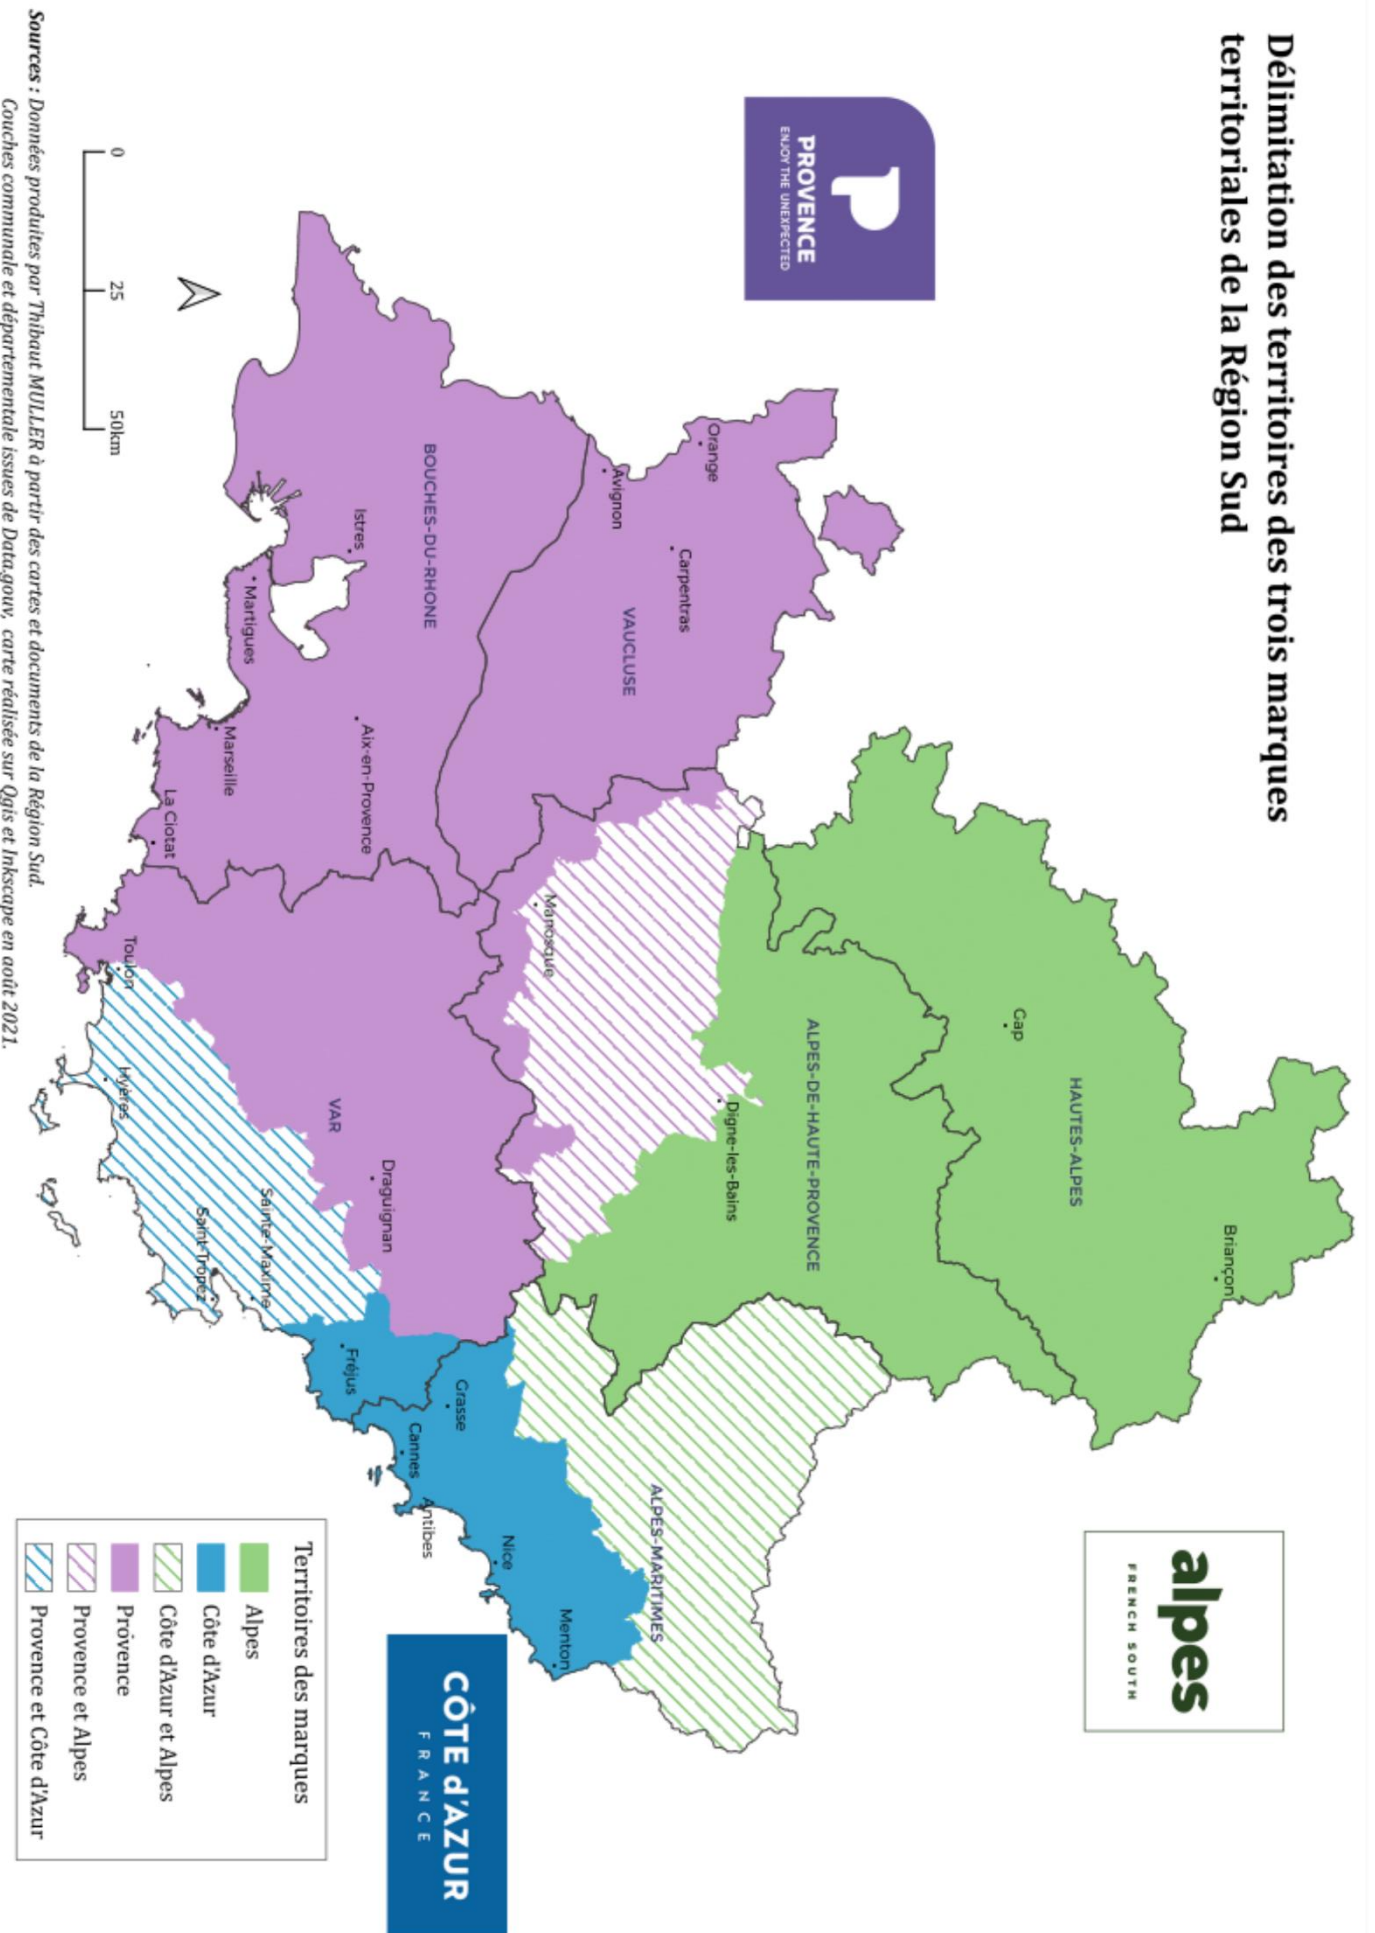 Délimitation des territoires des trois marques
territoriales de la Région Sud
PROVENCE
ENJOY THE UNEXPECTED
alpes
FRENCH SOUTH
Briançon
HAUTES-ALPES
Gap
ALPES-DE-HAUTE-PROVENCE
Digne-les-Bains
Orange
Carpentras
Avignon
VAUCLUSE
Manosque
ALPES-MARITIMES
Menton
Nice
Grasse
Antibes
Cannes
BOUCHES-DU-RHONE
Istres
Aix-en-Provence
Draguignan
VAR
Fréjus
Martigues
Marseille
La Ciotat
Sainte-Maxime
Saint-Tropez
Toulon
Hyères
CÔTE d'AZUR
FRANCE
Territoires des marques
Alpes
Côte d'Azur
Côte d'Azur et Alpes
Provence
Provence et Alpes
Provence et Côte d'Azur
0 25 50km
Sources : Données produites par Thibaut MULLER à partir des cartes et documents de la Région Sud.
Couches communale et départementale issues de Data.gouv, carte réalisée sur Qgis et Inkscape en août 2021.